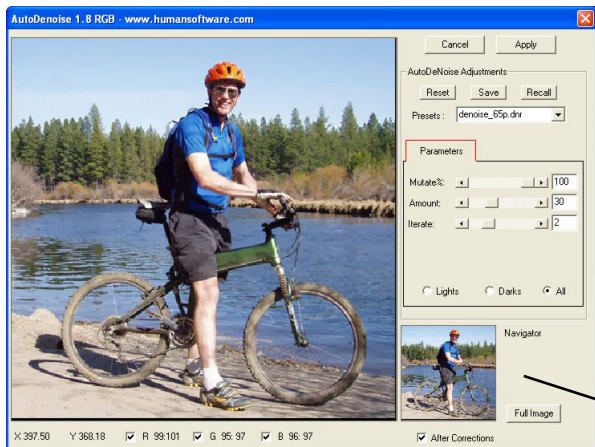 AutoDenoise 1.8 RGB - www.humansoftware.com
Cancel Apply
AutoDeNoise Adjustments
Reset Save Recall
Presets : denoise_65p.dnr
Parameters
Mutate%: 100
Amount: 30
Iterate: 2
Lights Darks All
Navigator
Full Image
X 397.50 Y 368.18 R 99:101 G 95: 97 B 96: 97
After Corrections